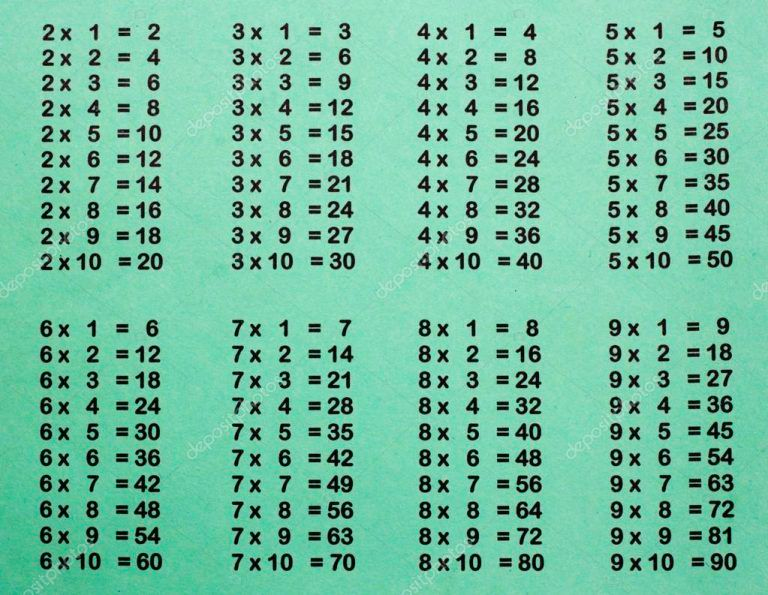 2 x 1 = 2
2 x 2 = 4
2 x 3 = 6
2 x 4 = 8
2 x 5 = 10
2 x 6 = 12
2 x 7 = 14
2 x 8 = 16
2 x 9 = 18
2 x 10 = 20
3 x 1 = 3
3 x 2 = 6
3 x 3 = 9
3 x 4 = 12
3 x 5 = 15
3 x 6 = 18
3 x 7 = 21
3 x 8 = 24
3 x 9 = 27
3 x 10 = 30
4 x 1 = 4
4 x 2 = 8
4 x 3 = 12
4 x 4 = 16
4 x 5 = 20
4 x 6 = 24
4 x 7 = 28
4 x 8 = 32
4 x 9 = 36
4 x 10 = 40
5 x 1 = 5
5 x 2 = 10
5 x 3 = 15
5 x 4 = 20
5 x 5 = 25
5 x 6 = 30
5 x 7 = 35
5 x 8 = 40
5 x 9 = 45
5 x 10 = 50
6 x 1 = 6
6 x 2 = 12
6 x 3 = 18
6 x 4 = 24
6 x 5 = 30
6 x 6 = 36
6 x 7 = 42
6 x 8 = 48
6 x 9 = 54
6 x 10 = 60
7 x 1 = 7
7 x 2 = 14
7 x 3 = 21
7 x 4 = 28
7 x 5 = 35
7 x 6 = 42
7 x 7 = 49
7 x 8 = 56
7 x 9 = 63
7 x 10 = 70
8 x 1 = 8
8 x 2 = 16
8 x 3 = 24
8 x 4 = 32
8 x 5 = 40
8 x 6 = 48
8 x 7 = 56
8 x 8 = 64
8 x 9 = 72
8 x 10 = 80
9 x 1 = 9
9 x 2 = 18
9 x 3 = 27
9 x 4 = 36
9 x 5 = 45
9 x 6 = 54
9 x 7 = 63
9 x 8 = 72
9 x 9 = 81
9 x 10 = 90
depositphotos